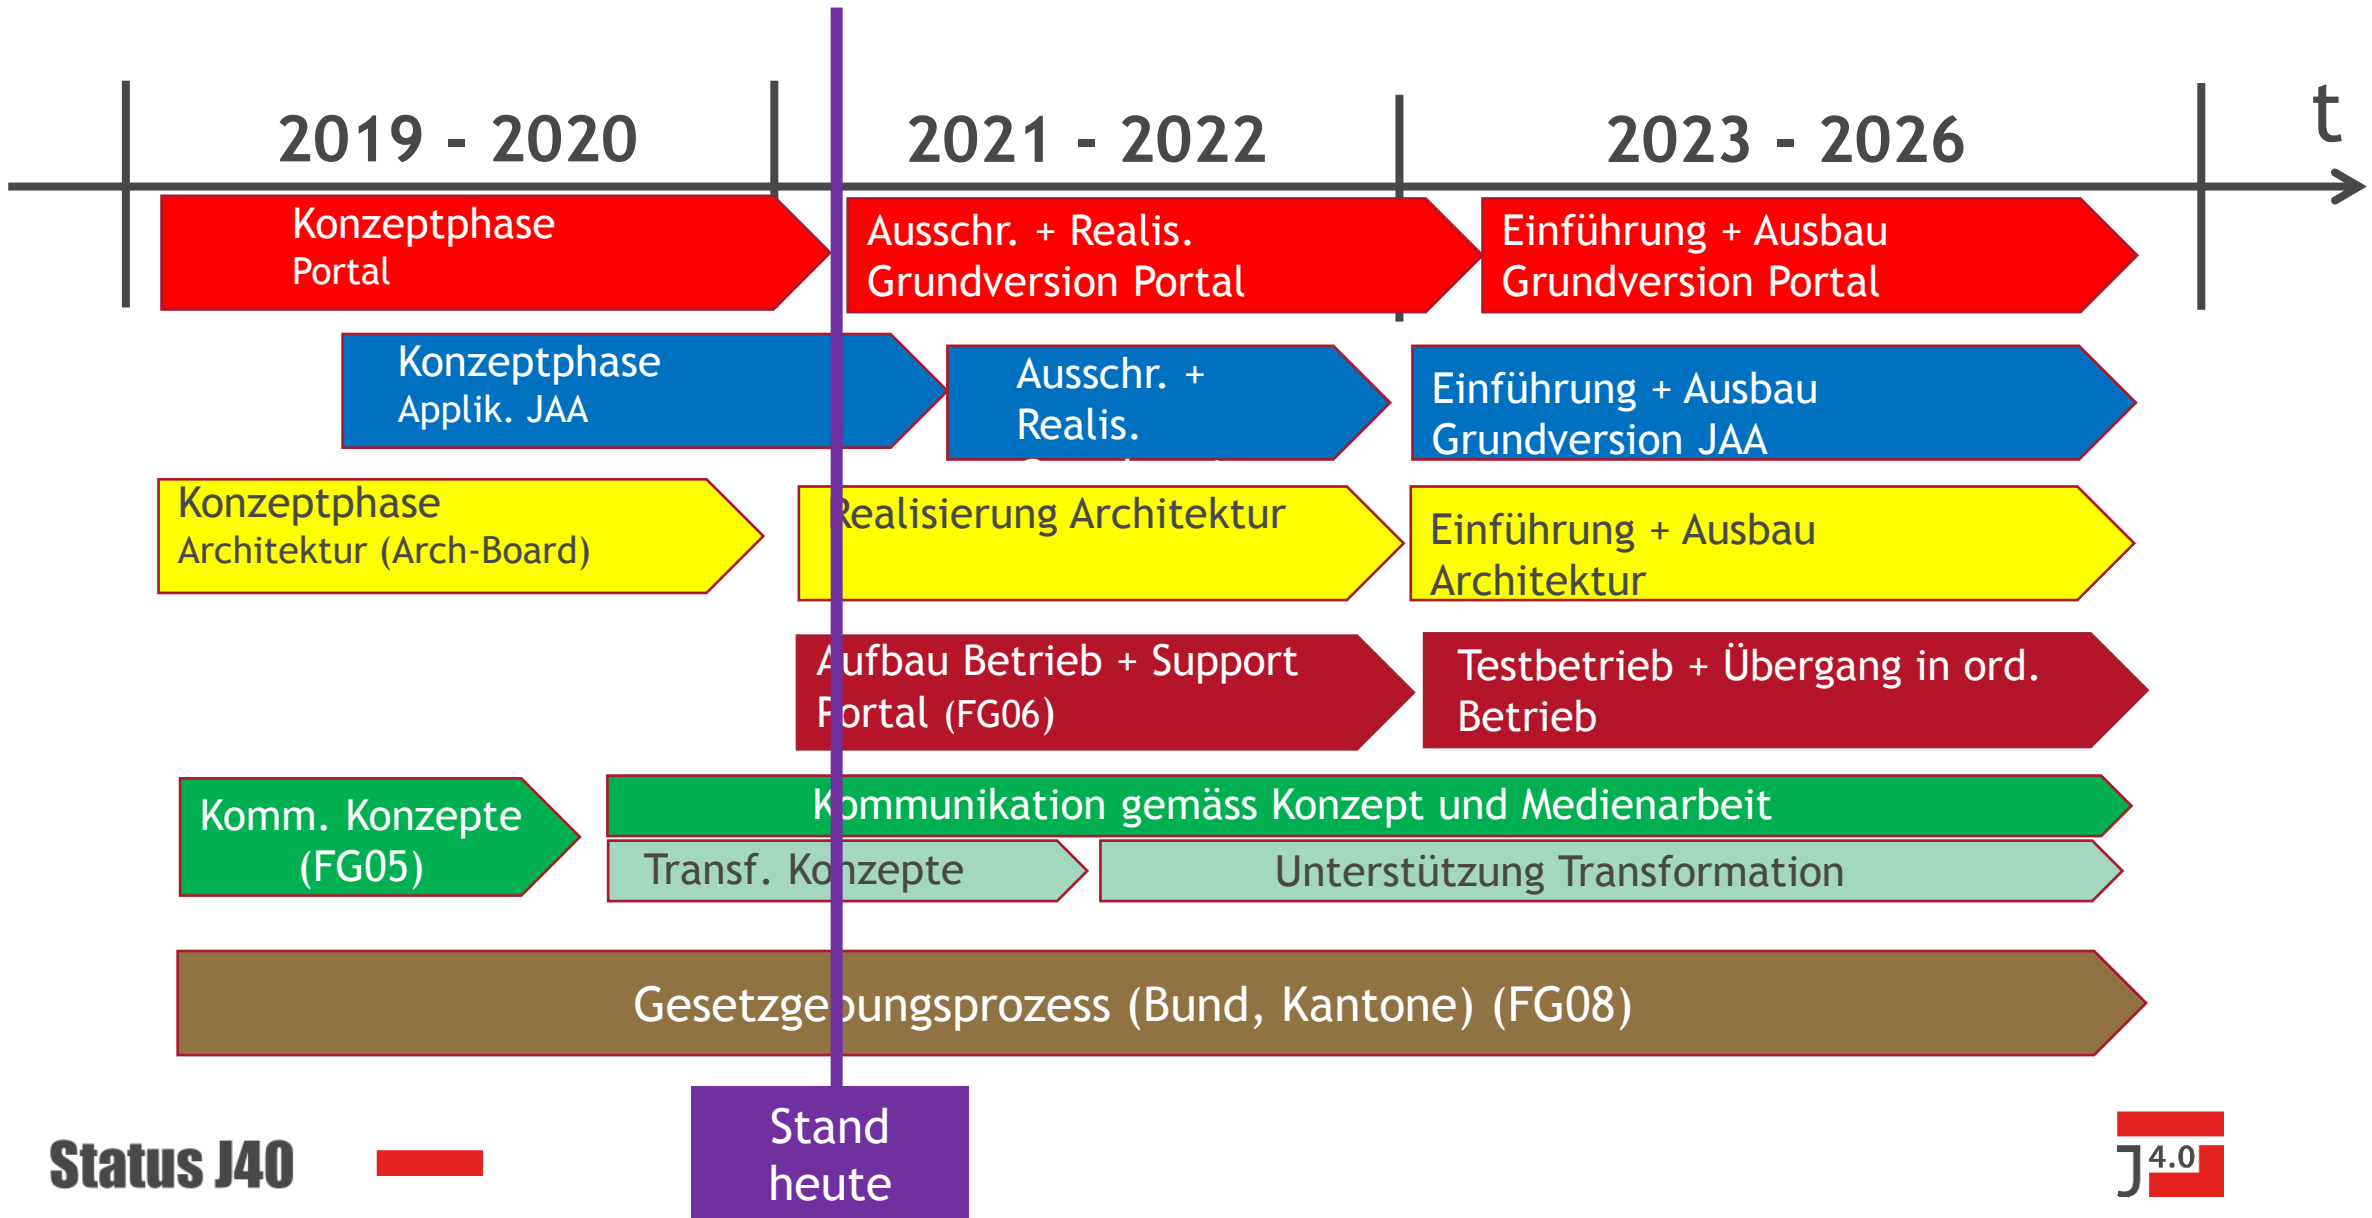 2019 - 2020
2021 - 2022
2023 - 2026
t
Konzeptphase
Portal
Ausschr. + Realis.
Grundversion Portal
Einführung + Ausbau
Grundversion Portal
Konzeptphase
Applik. JAA
Ausschr. +
Realis.
Einführung + Ausbau
Grundversion JAA
Konzeptphase
Architektur (Arch-Board)
Realisierung Architektur
Einführung + Ausbau
Architektur
Aufbau Betrieb + Support
Portal (FG06)
Testbetrieb + Übergang in ord.
Betrieb
Komm. Konzepte
(FG05)
Kommunikation gemäss Konzept und Medienarbeit
Transf. Konzepte
Unterstützung Transformation
Gesetzgebungsprozess (Bund, Kantone) (FG08)
Stand
heute
Status J40
J 4.0